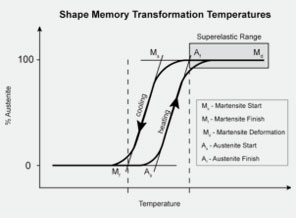 Shape Memory Transformation Temperatures
Superelastic Range
100
Ms
Af
Md
cooling
heating
% Austenite
Ms - Martensite Start
Mf - Martensite Finish
Md - Martensite Deformation
As - Austenite Start
Af - Austenite Finish
0
Mf
As
Temperature